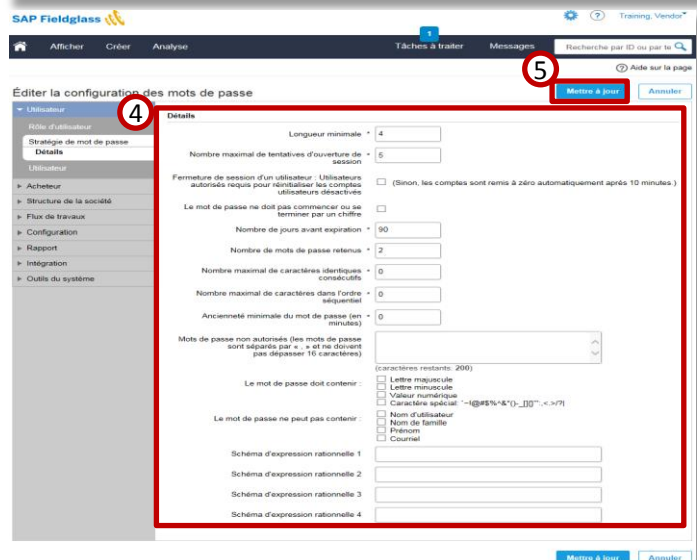 SAP Fieldglass
Training, Vendor
Afficher Créer Analyse
1
Tâches à traiter Messages Recherche par ID ou par le
Aide sur la page
5
Éditer la configuration des mots de passe
Mettre à jour Annuler
4
Utilisateur
Rôle d'utilisateur
Stratégie de mot de passe
Détails
Utilisateur
Acheteur
Structure de la société
Flux de travaux
Configuration
Rapport
Intégration
Outils du système
Détails
Longueur minimale * 4
Nombre maximal de tentatives d'ouverture de * 5
session
Fermeture de session d'un utilisateur : Utilisateurs
autorisés requis pour réinitialiser les comptes
utilisateurs désactivés
(Sinon, les comptes sont remis à zéro automatiquement après 10 minutes.)
Le mot de passe ne doit pas commencer ou se
terminer par un chiffre
Nombre de jours avant expiration * 90
Nombre de mots de passe retenus * 2
Nombre maximal de caractères identiques * 0
consécutifs
Nombre maximal de caractères dans l'ordre * 0
séquentiel
Ancienneté minimale du mot de passe (en * 0
minutes)
Mots de passe non autorisés (les mots de passe
sont séparés par « , » et ne doivent
pas dépasser 16 caractères)
(caractères restants: 200)
Le mot de passe doit contenir :
Lettre majuscule
Lettre minuscule
Valeur numérique
Caractère spécial:
Le mot de passe ne peut pas contenir :
Nom d'utilisateur
Nom de famille
Prénom
Courriel
Schéma d'expression rationnelle 1
Schéma d'expression rationnelle 2
Schéma d'expression rationnelle 3
Schéma d'expression rationnelle 4
Mettre à jour Annuler